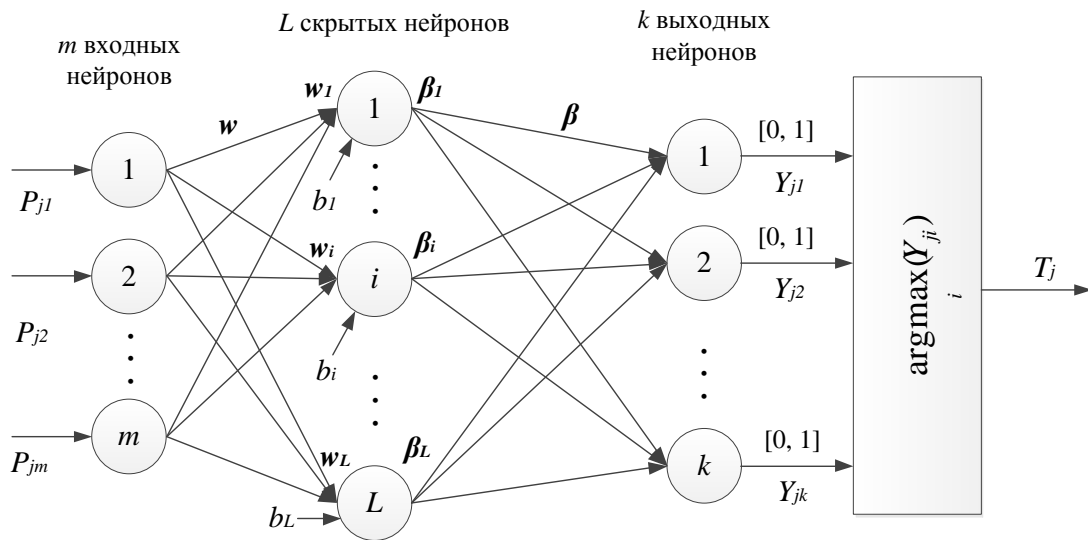 m входных
нейронов
L скрытых нейронов
k выходных
нейронов
w
w1
β1
β
1
1
1
[0, 1]
Pj1
b1
Yj1
wi
βi
[0, 1]
2
i
2
Yj2
Pj2
bi
argmax(Yji)
i
Tj
m
Pjm
wL
βL
[0, 1]
k
Yjk
bL
L